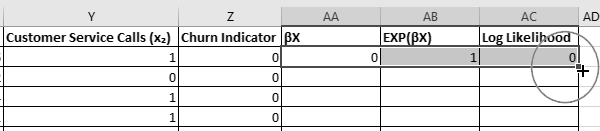 Y Z AA AB AC AD
Customer Service Calls (x₂) Churn Indicator βX EXP(βX) Log Likelihood
1 0 0 1 0
0 0
1 0
1 0